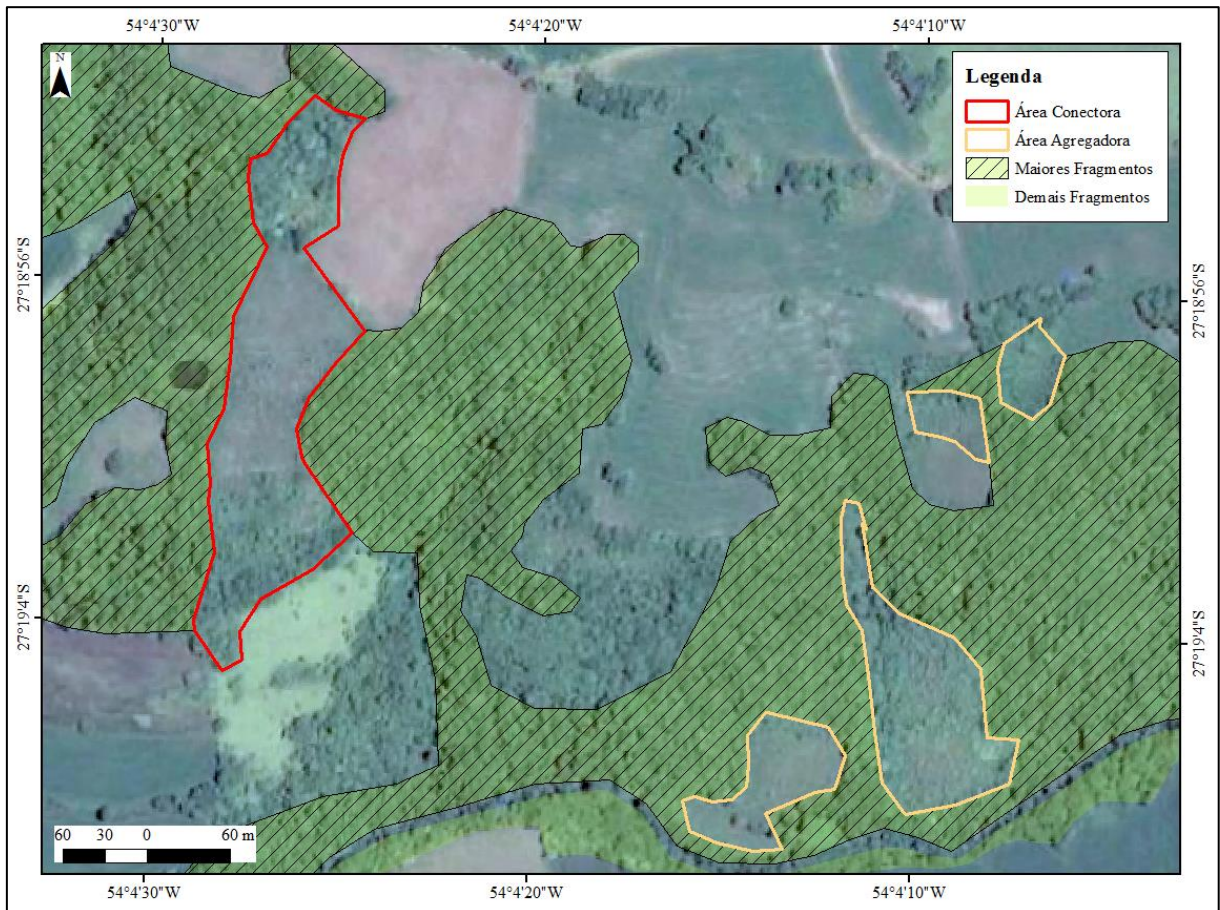 54°4'30"W 54°4'20"W 54°4'10"W
N
Legenda
Área Conectora
Área Agregadora
Maiores Fragmentos
Demais Fragmentos
27°18'56"S
27°18'56"S
27°19'4"S
27°19'4"S
60 30 0 60 m
54°4'30"W 54°4'20"W 54°4'10"W